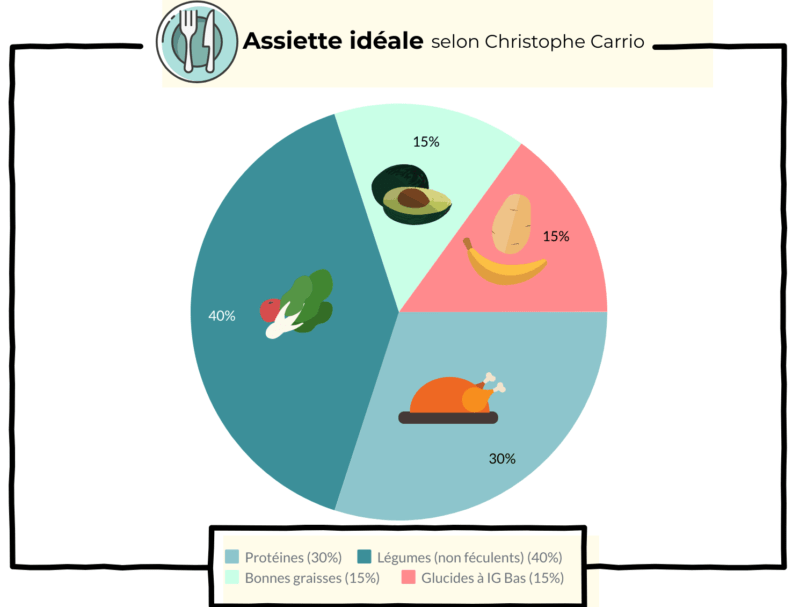 Assiette idéale selon Christophe Carrio
15%
15%
40%
30%
Protéines (30%) Légumes (non féculents) (40%)
Bonnes graisses (15%) Glucides à IG Bas (15%)